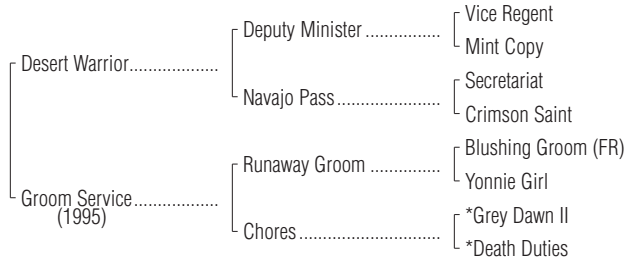 Vice Regent
Deputy Minister ..................
Mint Copy
Desert Warrior..................
Secretariat
Navajo Pass.....................
Crimson Saint
Blushing Groom (FR)
Runaway Groom ................
Yonnie Girl
Groom Service.................
(1995)
*Grey Dawn II
Chores.............................
*Death Duties